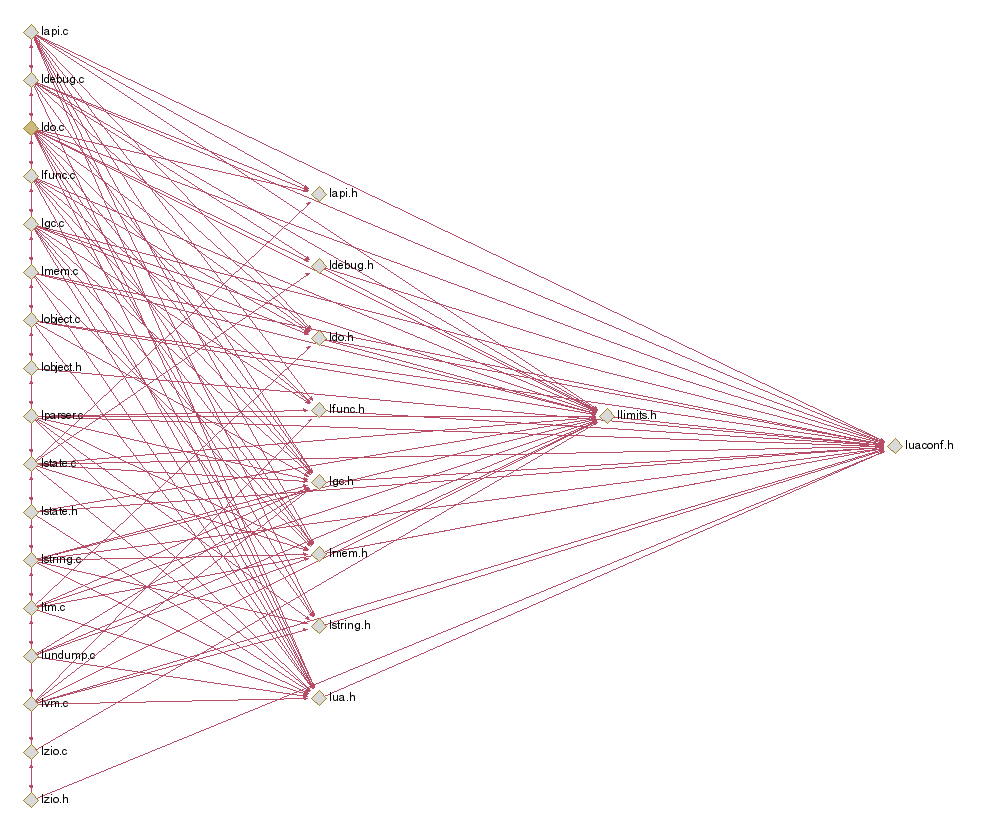 lapi.c
ldebug.c
ldo.c
lfunc.c
lgc.c
lmem.c
lobject.c
lobject.h
lparser.c
lstate.c
lstate.h
lstring.c
ltm.c
lundump.c
lvm.c
lzio.c
lzio.h
lapi.h
ldebug.h
ldo.h
lfunc.h
lgc.h
lmem.h
lstring.h
lua.h
llimits.h
luaconf.h